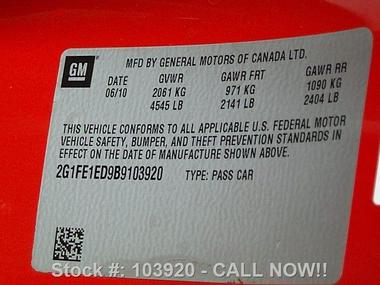 GM
MFD BY GENERAL MOTORS OF CANADA LTD.
DATE GVWR GAWR FRT GAWR RR
06/10 2061 KG 971 KG 1090 KG
4545 LB 2141 LB 2404 LB
THIS VEHICLE CONFORMS TO ALL APPLICABLE U.S. FEDERAL MOTOR
VEHICLE SAFETY, BUMPER, AND THEFT PREVENTION STANDARDS IN
EFFECT ON THE DATE OF MANUFACTURE SHOWN ABOVE.
2G1FE1ED9B9103920 TYPE: PASS CAR
Stock #: 103920 - CALL NOW!!